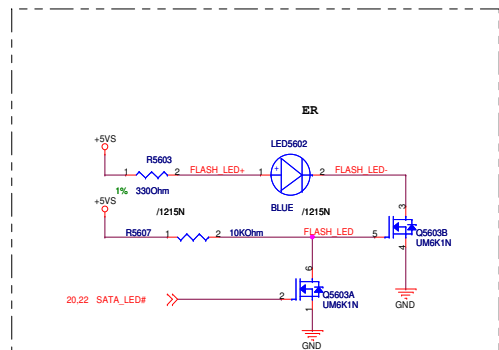 ER
+5VS
R5603
LED5602
1 2 FLASH_LED+ 1 + 2 FLASH_LED-
1% 330Ohm
BLUE
3
+5VS
/1215N /1215N
R5607 1 2 10KOhm FLASH_LED 5 Q5603B
UM6K1N
4
6
20,22 SATA_LED# 2 Q5603A
UM6K1N
1
GND
GND